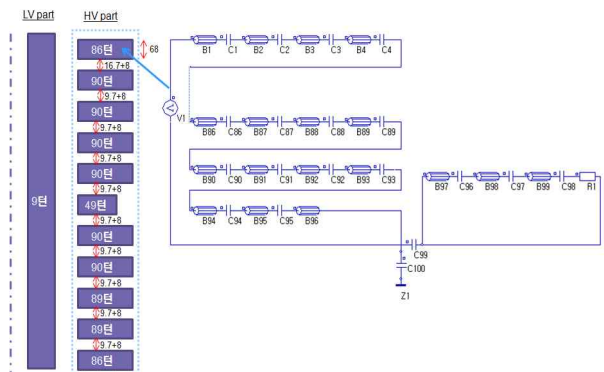 LV part
HV part
86턴
68
16.7+8
90턴
9.7+8
90턴
9.7+8
90턴
9.7+8
90턴
9.7+8
49턴
9.7+8
90턴
9.7+8
90턴
9.7+8
89턴
9.7+8
89턴
9.7+8
86턴
9턴
B1 C1 B2 C2 B3 C3 B4 C4
V
V1
B86 C86 B87 C87 B88 C88 B89 C89
B90 C90 B91 C91 B92 C92 B93 C93
B94 C94 B95 C95 B96
B97 C96 B98 C97 B99 C98 R1
C99
C100
Z1